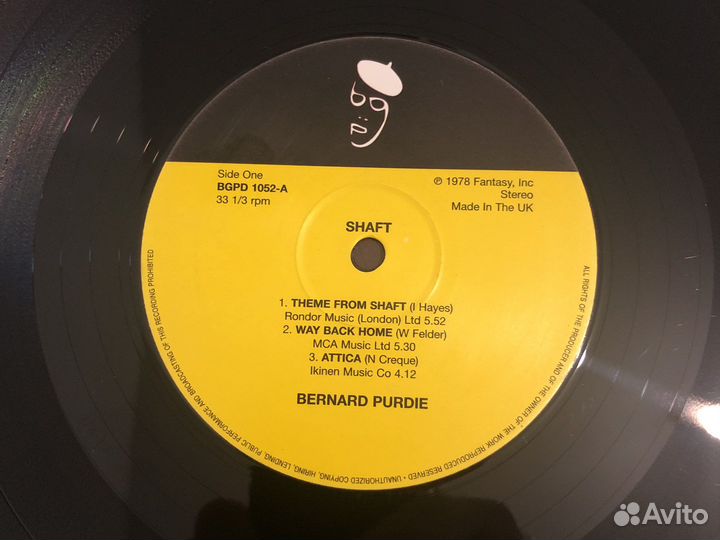 bgp
Side One
BGPD 1052-A
33 1/3 rpm
℗ 1978 Fantasy, Inc
Stereo
Made In The UK
SHAFT
1. THEME FROM SHAFT (I Hayes)
Rondor Music (London) Ltd 5.52
2. WAY BACK HOME (W Felder)
MCA Music Ltd 5.30
3. ATTICA (N Creque)
Ikinen Music Co 4.12
BERNARD PURDIE
ALL RIGHTS OF THE PRODUCER AND OF THE OWNER OF THE WORK REPRODUCED RESERVED • UNAUTHORIZED COPYING, HIRING, LENDING, PUBLIC PERFORMANCE AND BROADCASTING OF THIS RECORDING PROHIBITED
Avito